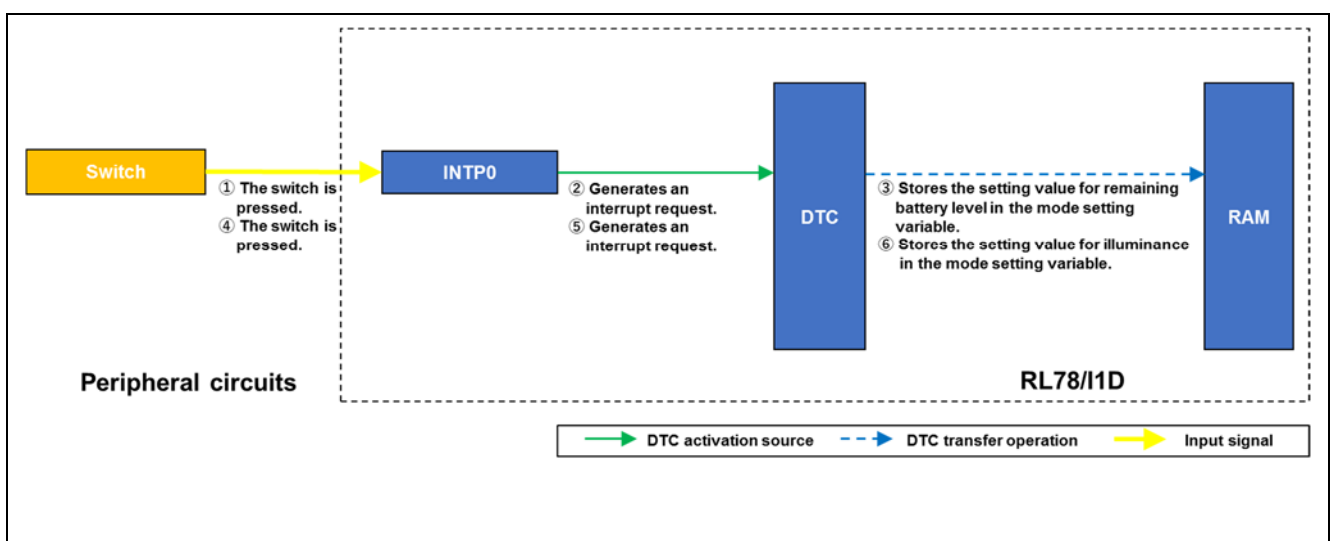 Switch
① The switch is
pressed.
④ The switch is
pressed.
INTP0
② Generates an
interrupt request.
⑤ Generates an
interrupt request.
DTC
③ Stores the setting value for remaining
battery level in the mode setting
variable.
⑥ Stores the setting value for illuminance
in the mode setting variable.
RAM
Peripheral circuits
RL78/I1D
DTC activation source
DTC transfer operation
Input signal